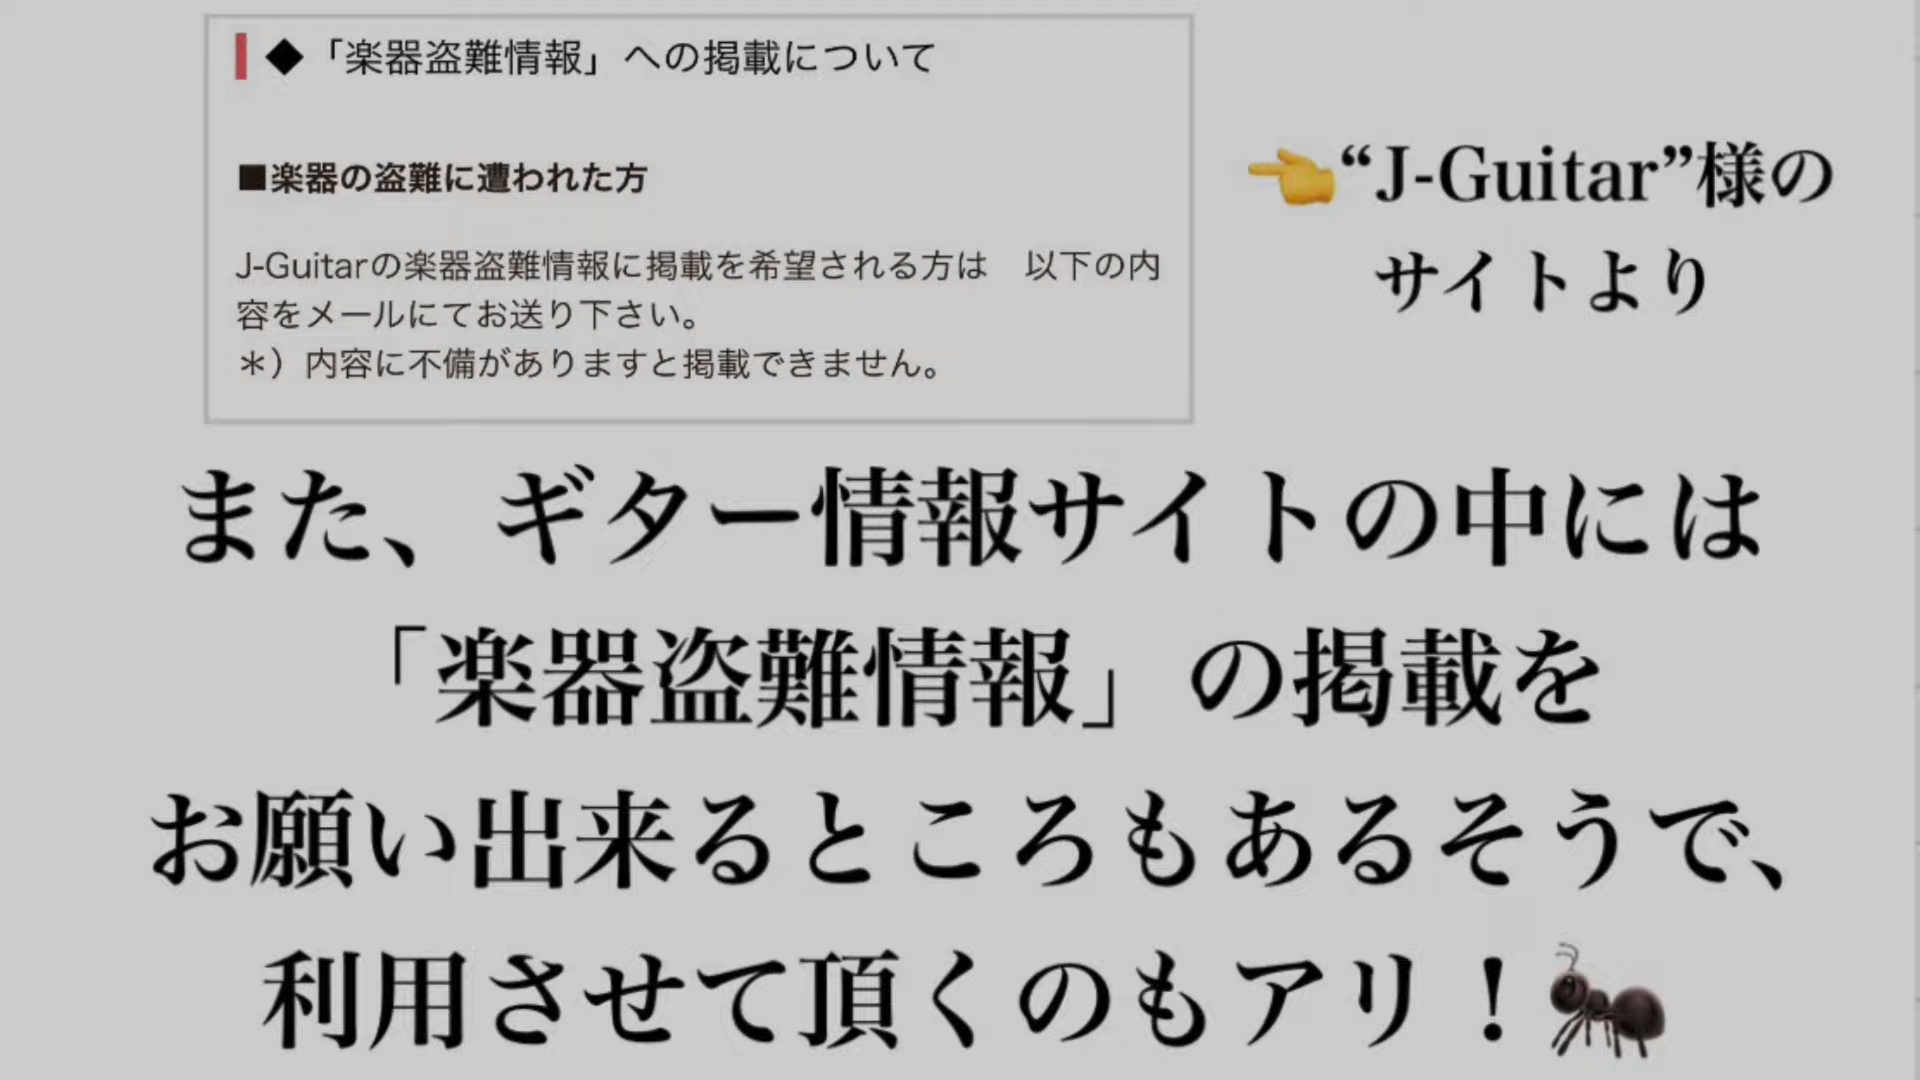 ◆「楽器盗難情報」への掲載について
■楽器の盗難に遭われた方
J-Guitarの楽器盗難情報に掲載を希望される方は　以下の内
容をメールにてお送り下さい。
＊）内容に不備がありますと掲載できません。
👈“J-Guitar”様の
サイトより
また、ギター情報サイトの中には
「楽器盗難情報」の掲載を
お願い出来るところもあるそうで、
利用させて頂くのもアリ！🐜